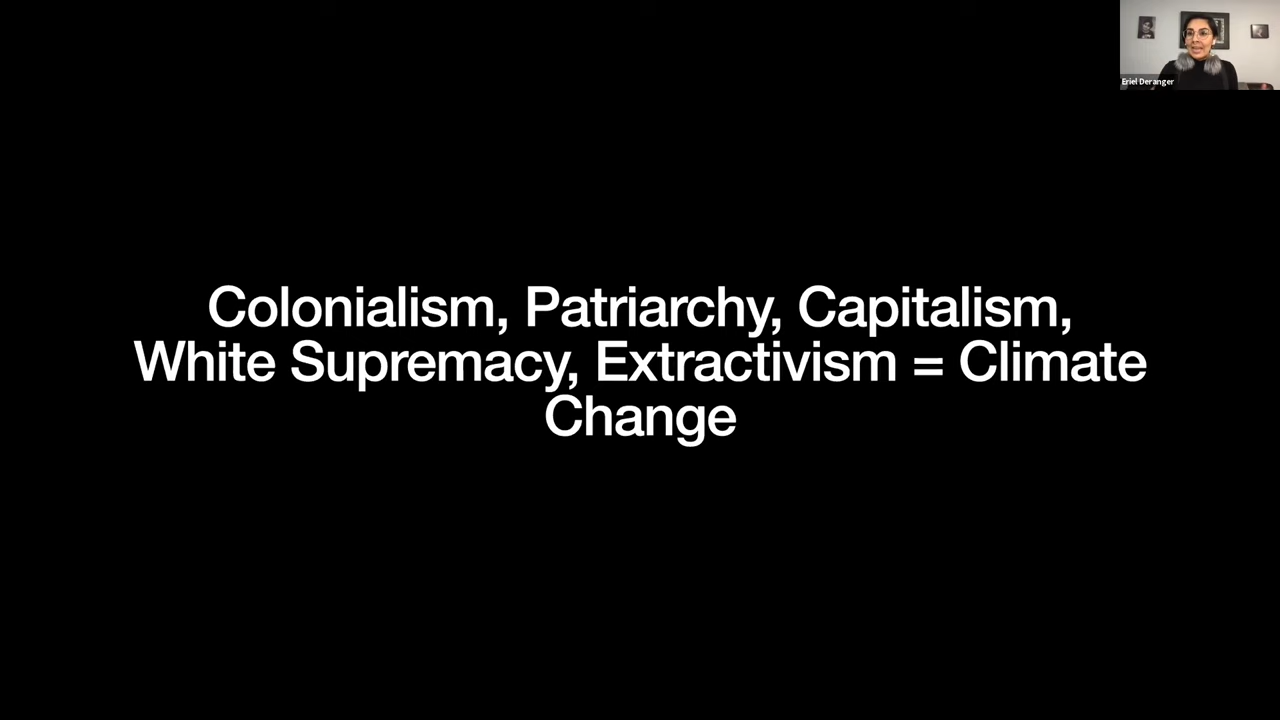 Eriel Deranger
Colonialism, Patriarchy, Capitalism,
White Supremacy, Extractivism = Climate
Change